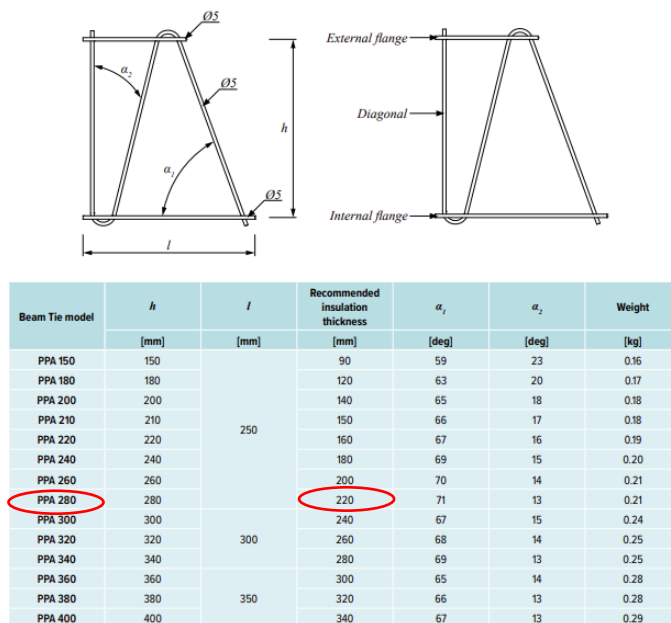 Ø5
External flange
α2
Ø5
h
Diagonal
α1
Ø5
Internal flange
l
Beam Tie model h l Recommended insulation thickness α1 α2 Weight
[mm] [mm] [mm] [deg] [deg] [kg]
PPA 150 150 90 59 23 0.16
PPA 180 180 120 63 20 0.17
PPA 200 200 140 65 18 0.18
PPA 210 210 150 66 17 0.18
250
PPA 220 220 160 67 16 0.19
PPA 240 240 180 69 15 0.20
PPA 260 260 200 70 14 0.21
PPA 280 280 220 71 13 0.21
PPA 300 300 240 67 15 0.24
PPA 320 320 300 260 68 14 0.25
PPA 340 340 280 69 13 0.25
PPA 360 360 300 65 14 0.28
PPA 380 380 350 320 66 13 0.28
PPA 400 400 340 67 13 0.29